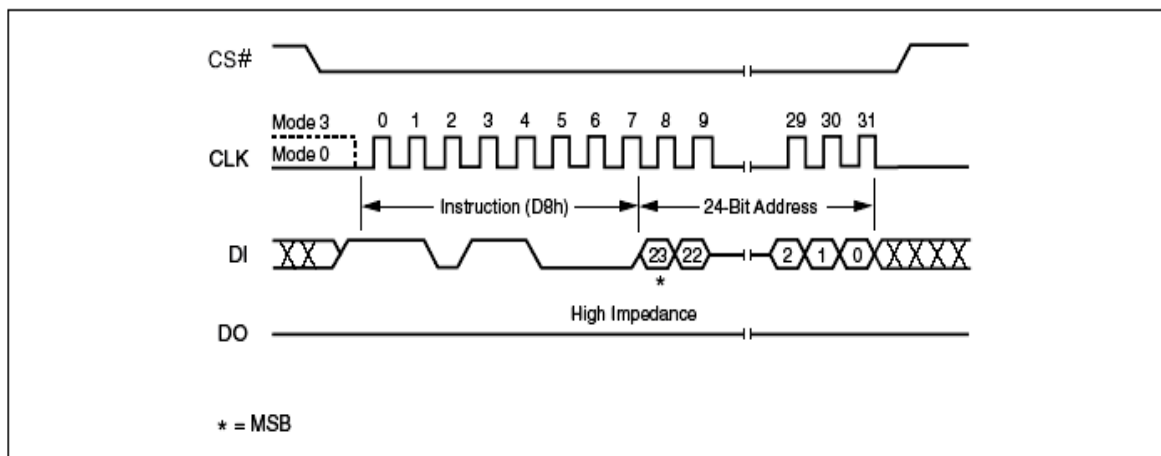 CS#
Mode 3
0 1 2 3 4 5 6 7 8 9 29 30 31
CLK
Mode 0
Instruction (D8h)
24-Bit Address
DI
23 22 2 1 0
*
High Impedance
DO
* = MSB